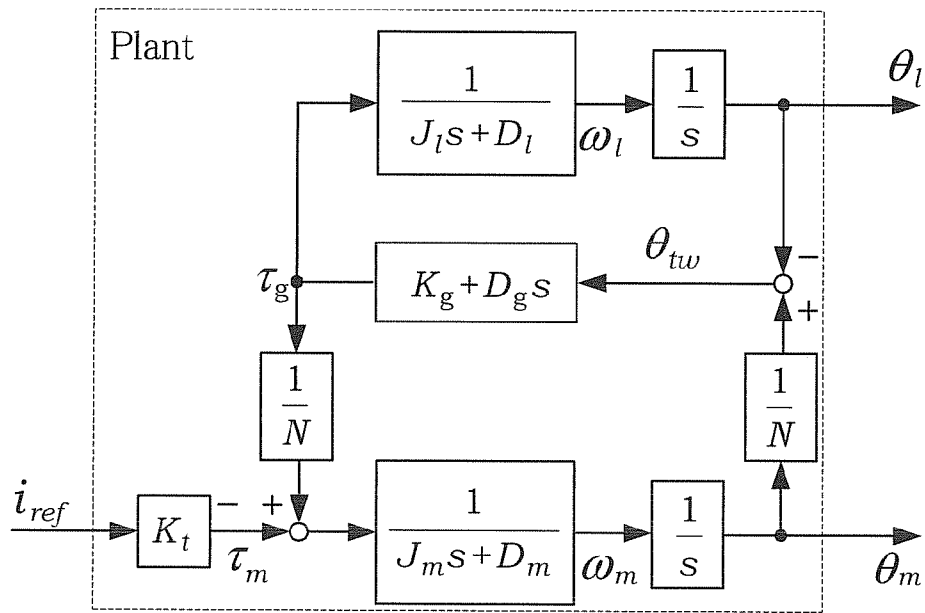 Plant
1
J_l s+D_l
ω_l
1
s
θ_l
τ_g
K_g+D_g s
θ_tw
−
+
1
N
1
N
i_ref
K_t
− +
τ_m
1
J_m s+D_m
ω_m
1
s
θ_m